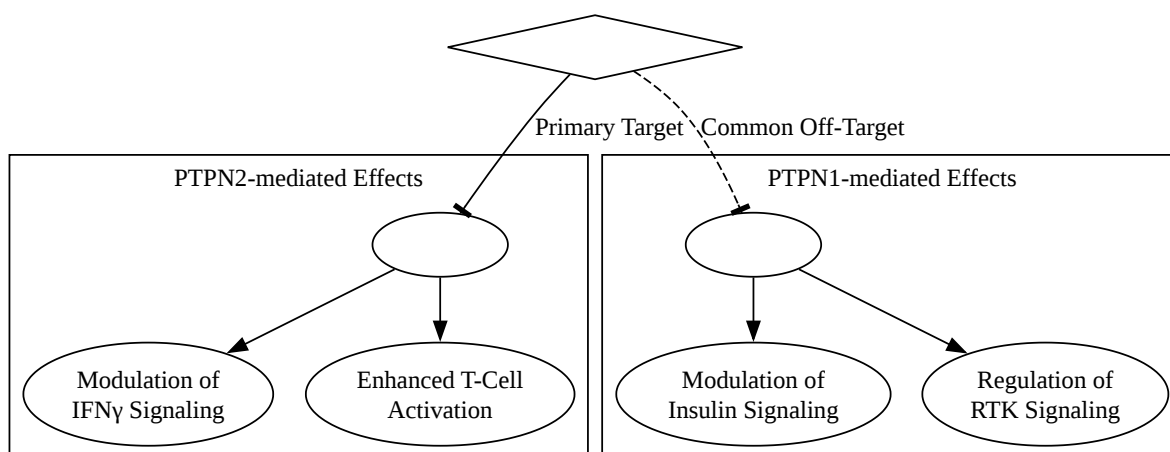 Primary Target
Common Off-Target
PTPN2-mediated Effects
PTPN1-mediated Effects
Modulation of
IFNγ Signaling
Enhanced T-Cell
Activation
Modulation of
Insulin Signaling
Regulation of
RTK Signaling